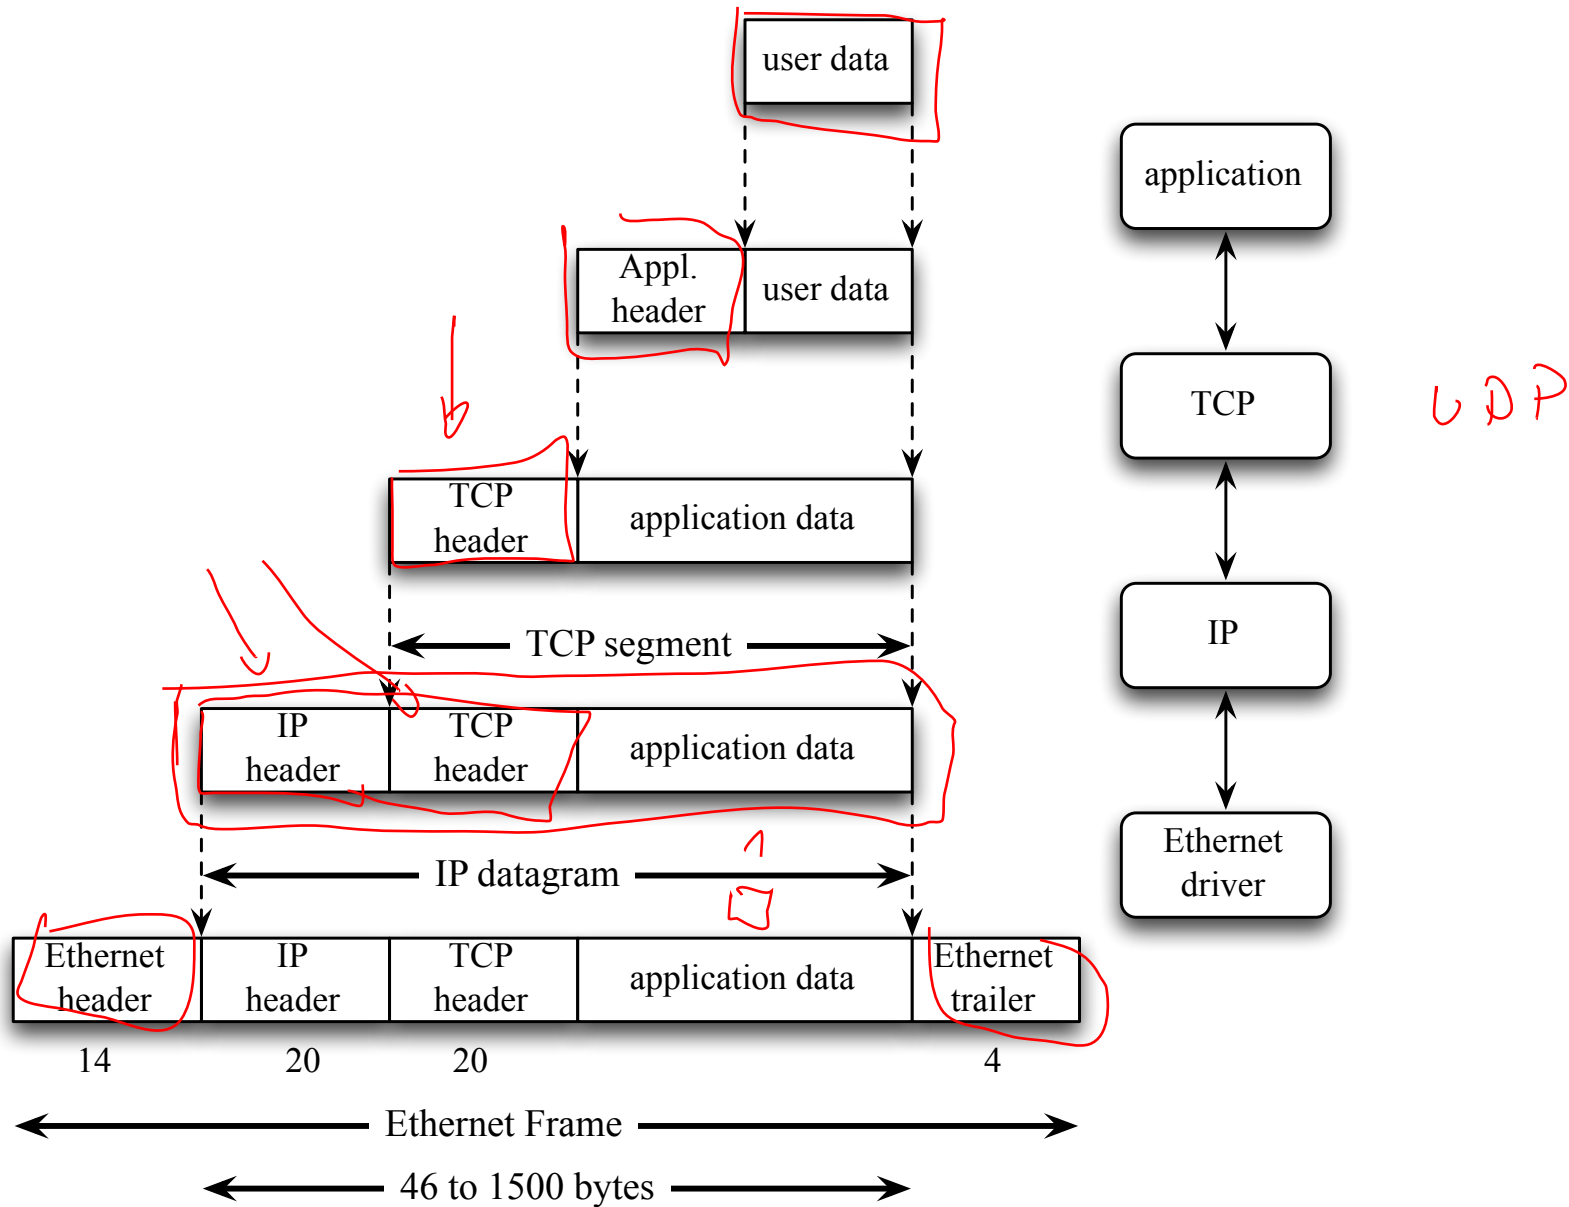 user data
application
Appl.
header
user data
TCP
UDP
TCP
header
application data
TCP segment
IP
IP
header
TCP
header
application data
IP datagram
1
Ethernet
driver
Ethernet
header
IP
header
TCP
header
application data
Ethernet
trailer
14
20
20
4
Ethernet Frame
46 to 1500 bytes